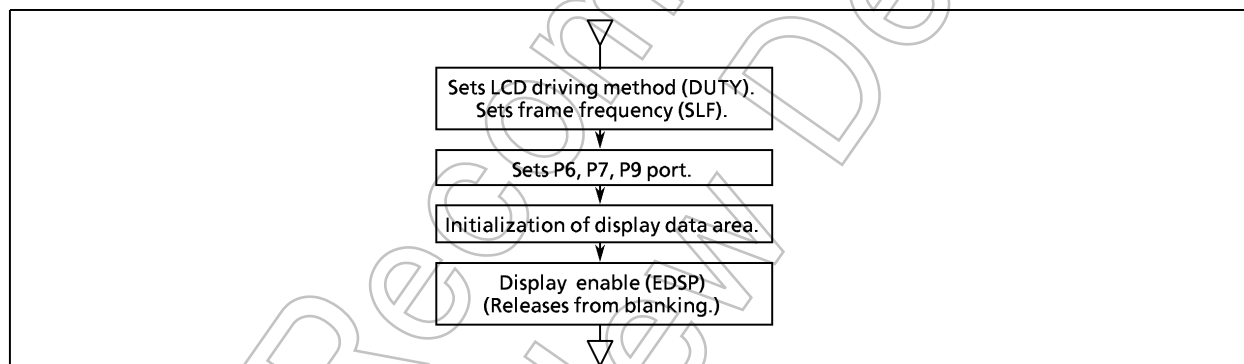 Sets LCD driving method (DUTY).
Sets frame frequency (SLF).
Sets P6, P7, P9 port.
Initialization of display data area.
Display enable (EDSP)
(Releases from blanking.)